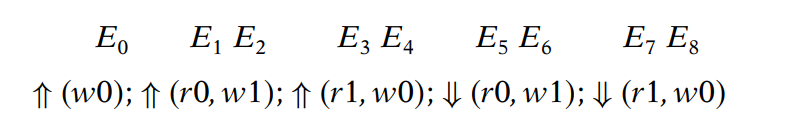 E₀ E₁ E₂ E₃ E₄ E₅ E₆ E₇ E₈
⇑ (w0); ⇑ (r0, w1); ⇑ (r1, w0); ⇓ (r0, w1); ⇓ (r1, w0)